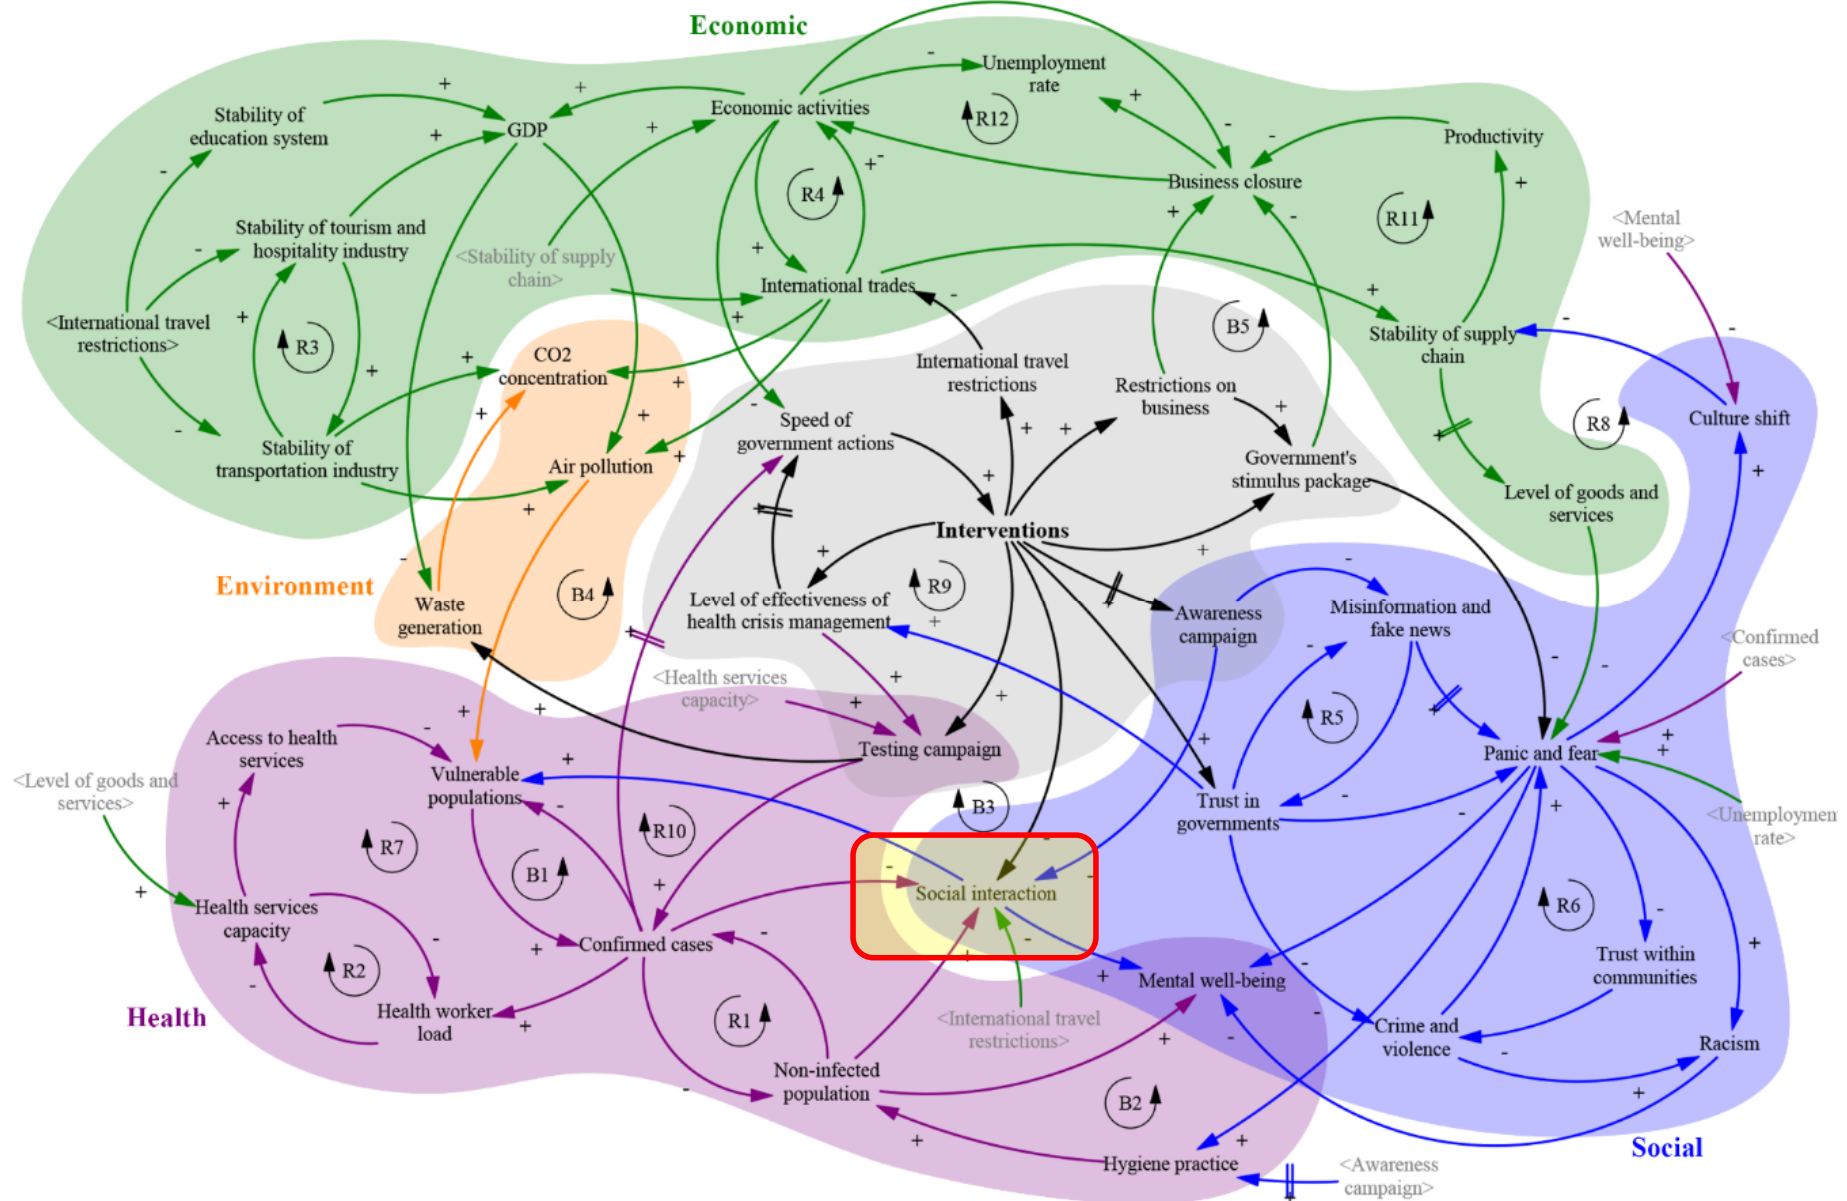 Economic
Stability of
education system
GDP
Economic activities
Unemployment
rate
R12
Productivity
Business closure
R4
R11
Stability of tourism and
hospitality industry
<Stability of supply
chain>
<Mental
well-being>
International trades
<International travel
restrictions>
R3
B5
Stability of supply
chain
CO2
concentration
International travel
restrictions
Restrictions on
business
Culture shift
R8
Speed of
government actions
Stability of
transportation industry
Air pollution
Government's
stimulus package
Level of goods and
services
Interventions
Environment
B4
R9
Waste
generation
Level of effectiveness of
health crisis management
Awareness
campaign
Misinformation and
fake news
<Confirmed
cases>
<Health services
capacity>
R5
Access to health
services
Testing campaign
Panic and fear
<Level of goods and
services>
Vulnerable
populations
B3
Trust in
governments
<Unemploymen
rate>
R7
R10
B1
Social interaction
R6
Health services
capacity
Confirmed cases
Trust within
communities
R2
Mental well-being
Health
Health worker
load
R1
<International travel
restrictions>
Crime and
violence
Racism
Non-infected
population
B2
Social
Hygiene practice
<Awareness
campaign>